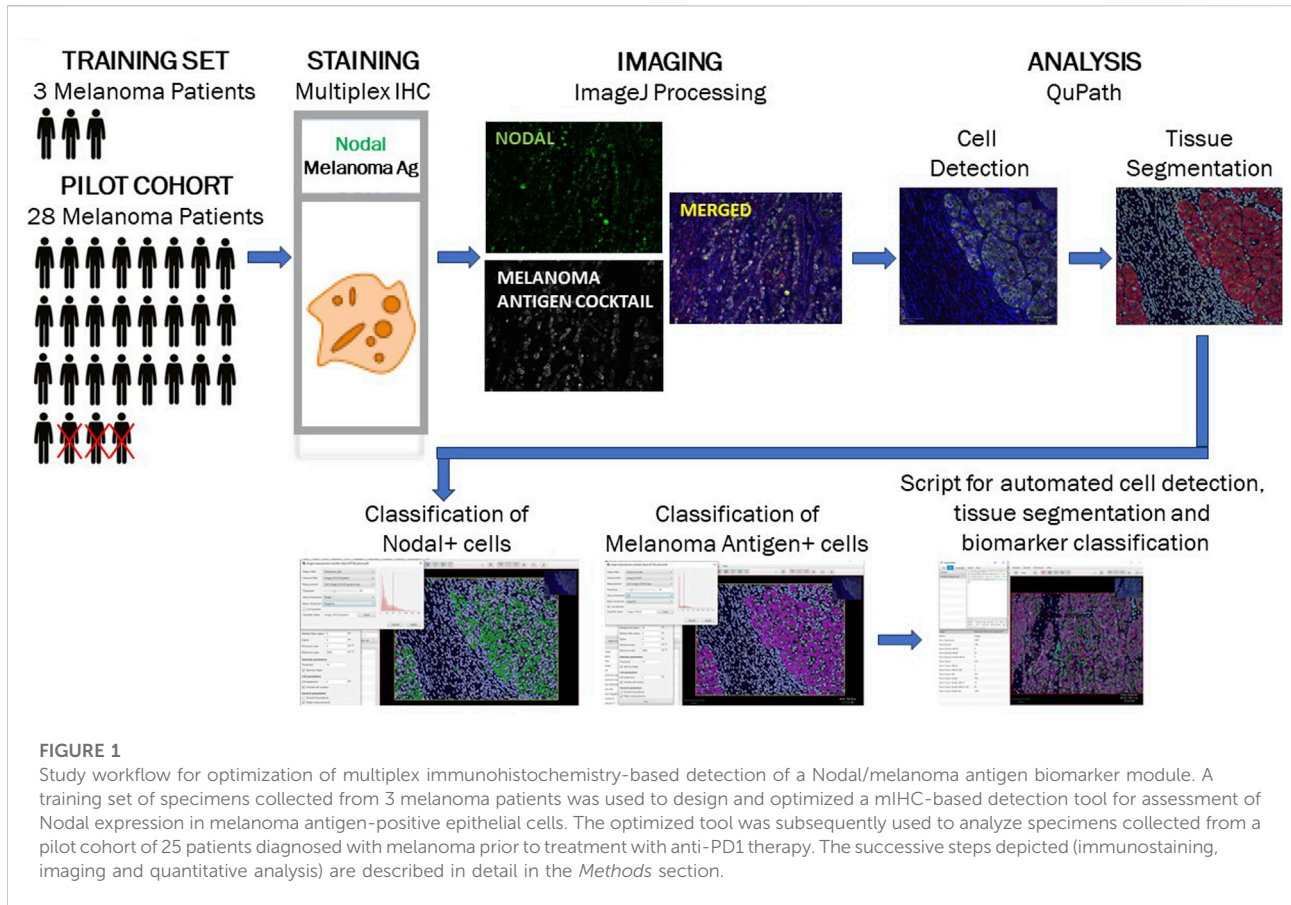 TRAINING SET
3 Melanoma Patients
PILOT COHORT
28 Melanoma Patients
STAINING
Multiplex IHC
Nodal
Melanoma Ag
IMAGING
ImageJ Processing
NODAL
MELANOMA
ANTIGEN COCKTAIL
MERGED
ANALYSIS
QuPath
Cell
Detection
Tissue
Segmentation
Classification of
Nodal+ cells
Classification of
Melanoma Antigen+ cells
Script for automated cell detection,
tissue segmentation and
biomarker classification
FIGURE 1
Study workflow for optimization of multiplex immunohistochemistry-based detection of a Nodal/melanoma antigen biomarker module. A
training set of specimens collected from 3 melanoma patients was used to design and optimized a mIHC-based detection tool for assessment of
Nodal expression in melanoma antigen-positive epithelial cells. The optimized tool was subsequently used to analyze specimens collected from a
pilot cohort of 25 patients diagnosed with melanoma prior to treatment with anti-PD1 therapy. The successive steps depicted (immunostaining,
imaging and quantitative analysis) are described in detail in the Methods section.